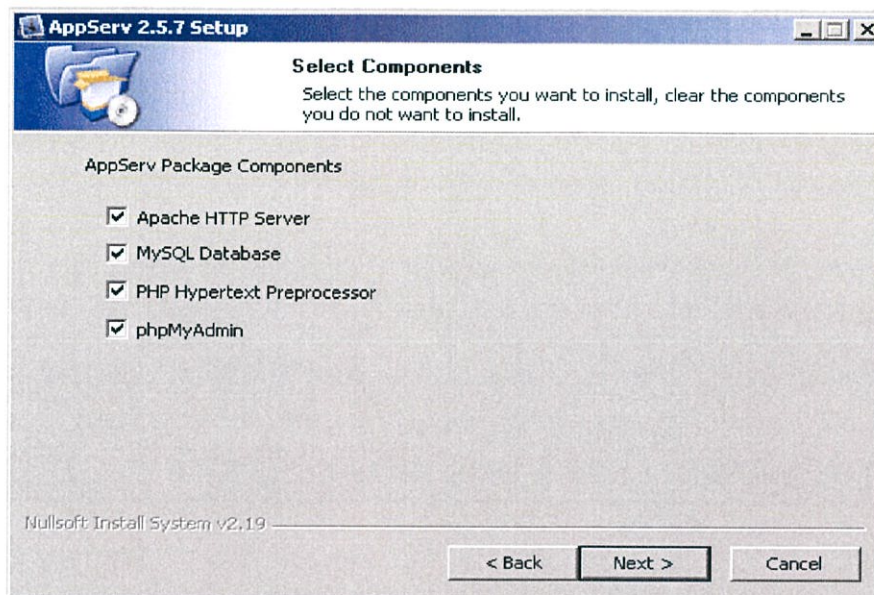 AppServ 2.5.7 Setup
Select Components
Select the components you want to install, clear the components
you do not want to install.
AppServ Package Components
Apache HTTP Server
MySQL Database
PHP Hypertext Preprocessor
phpMyAdmin
Nullsoft Install System v2.19
< Back
Next >
Cancel